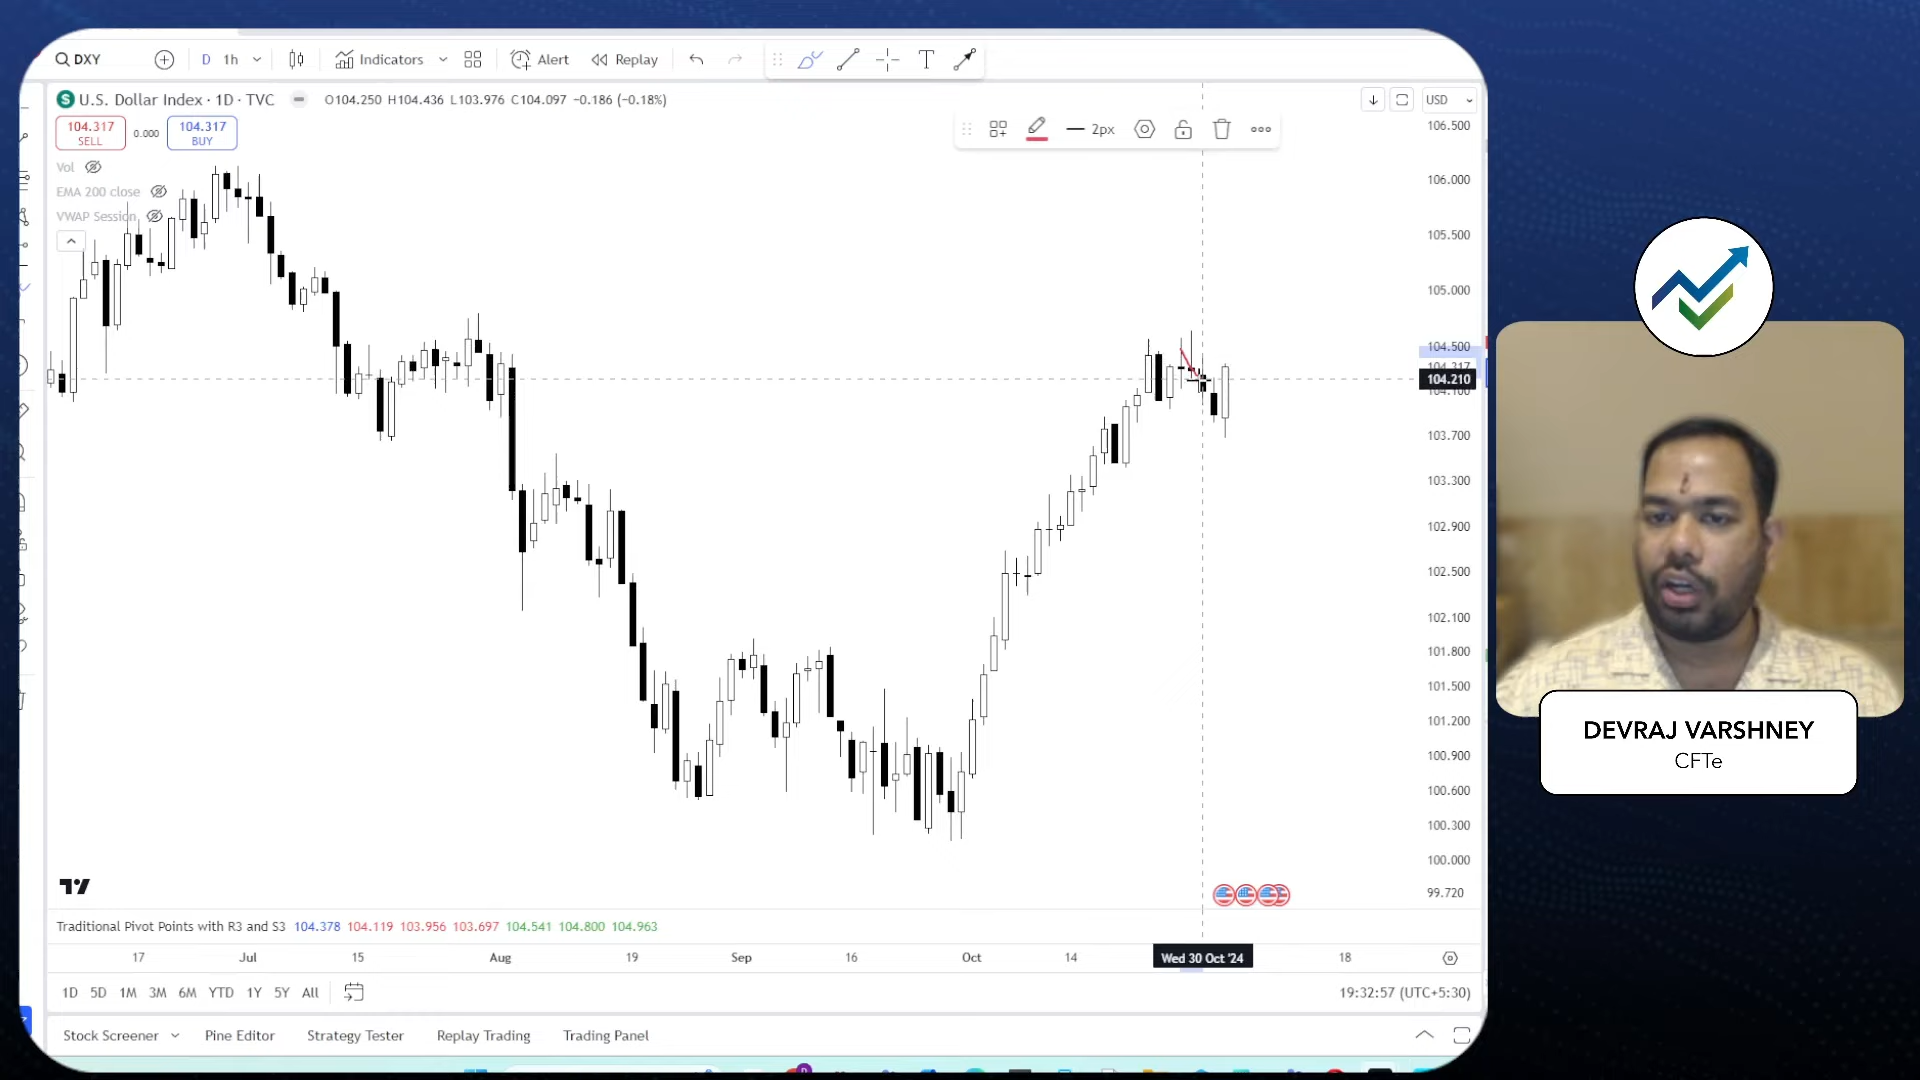 DXY
D 1h
Indicators
Alert
Replay
U.S. Dollar Index · 1D · TVC
O104.250 H104.436 L103.976 C104.097 −0.186 (−0.18%)
USD
104.317
SELL
0.000
104.317
BUY
2px
Vol
EMA 200 close
VWAP Session
106.500
106.000
105.500
105.000
104.500
104.317
104.210
104.100
103.700
103.300
102.900
102.500
102.100
101.800
101.500
101.200
100.900
100.600
100.300
100.000
99.720
DEVRAJ VARSHNEY
CFTe
Traditional Pivot Points with R3 and S3 104.378 104.119 103.956 103.697 104.541 104.800 104.963
17 Jul 15 Aug 19 Sep 16 Oct 14 Wed 30 Oct '24 18
1D 5D 1M 3M 6M YTD 1Y 5Y All
19:32:57 (UTC+5:30)
Stock Screener Pine Editor Strategy Tester Replay Trading Trading Panel